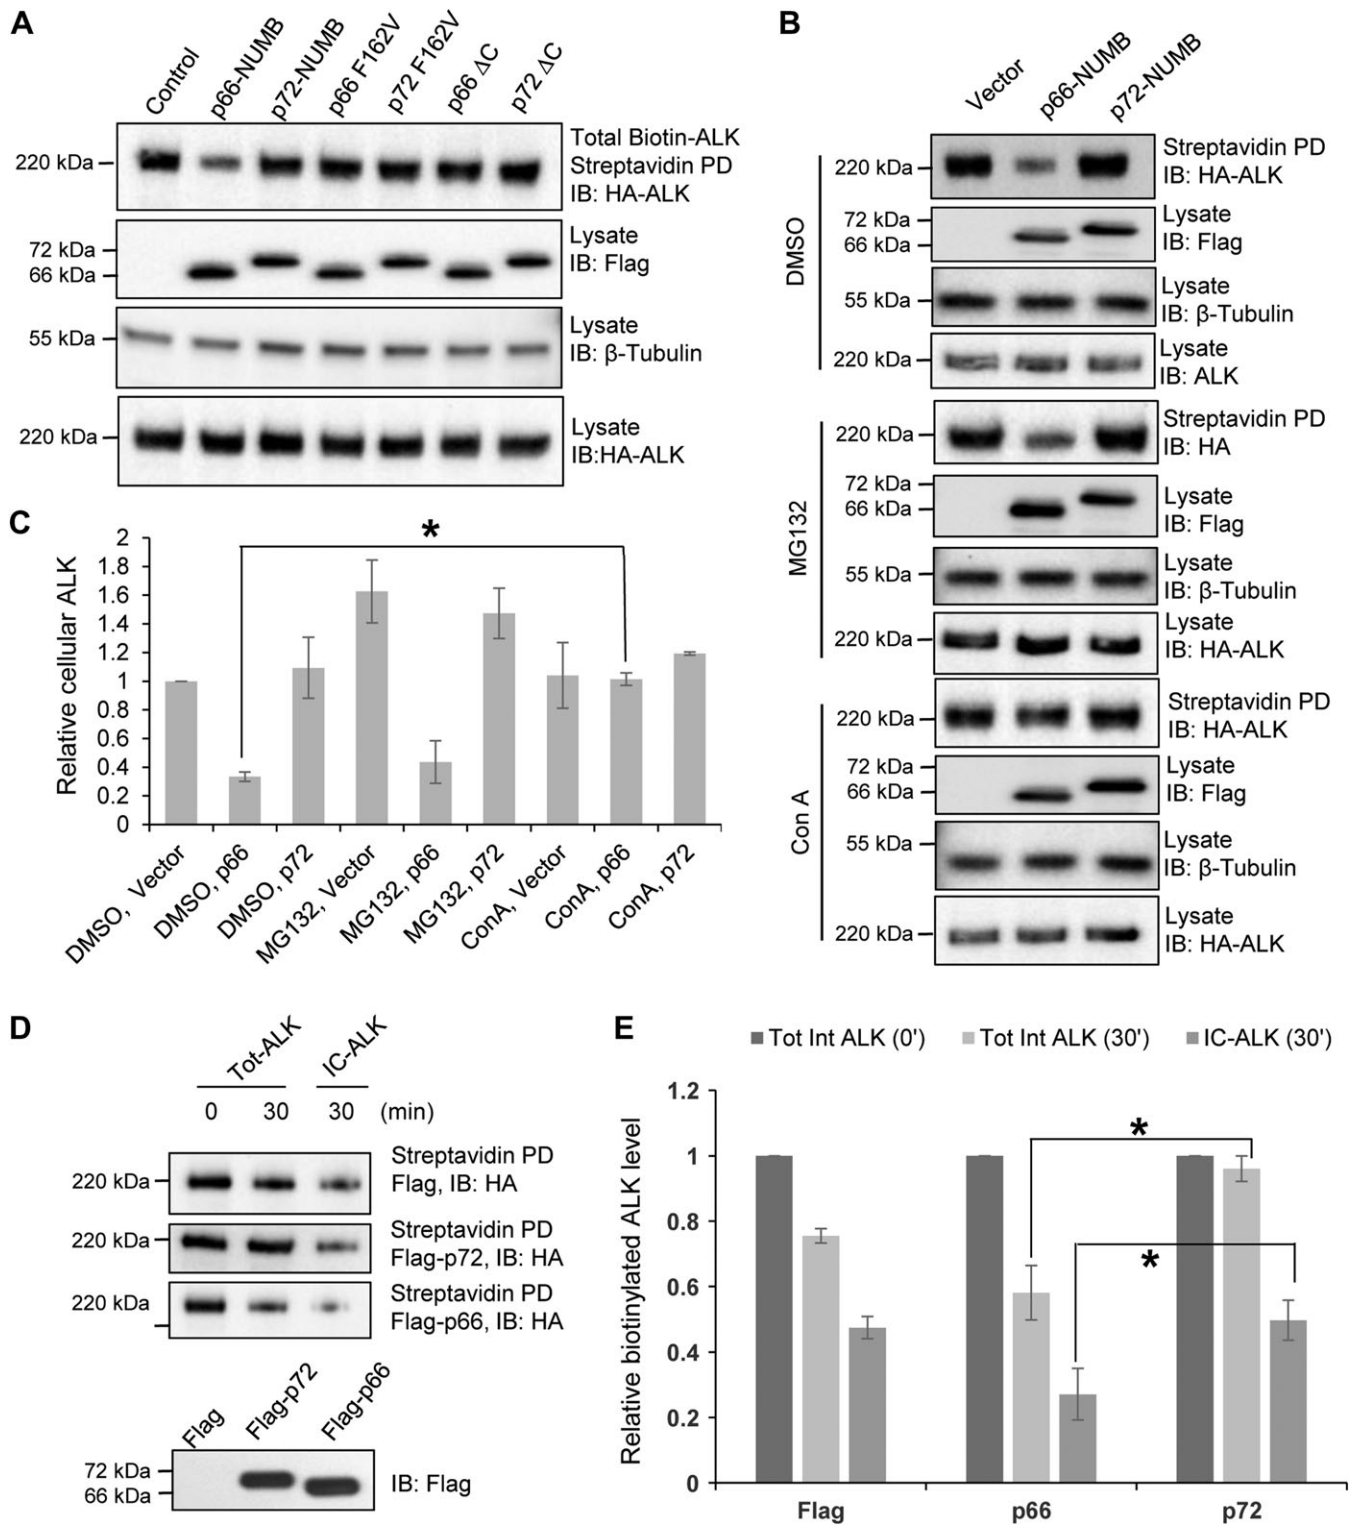 A
Control
p66-NUMB
p72-NUMB
p66 F162V
p72 F162V
p66 ΔC
p72 ΔC
220 kDa
Total Biotin-ALK
Streptavidin PD
IB: HA-ALK
72 kDa
66 kDa
Lysate
IB: Flag
55 kDa
Lysate
IB: β-Tubulin
220 kDa
Lysate
IB:HA-ALK
B
Vector
p66-NUMB
p72-NUMB
DMSO
220 kDa
Streptavidin PD
IB: HA-ALK
72 kDa
66 kDa
Lysate
IB: Flag
55 kDa
Lysate
IB: β-Tubulin
220 kDa
Lysate
IB: ALK
MG132
220 kDa
Streptavidin PD
IB: HA
72 kDa
66 kDa
Lysate
IB: Flag
55 kDa
Lysate
IB: β-Tubulin
220 kDa
Lysate
IB: HA-ALK
Con A
220 kDa
Streptavidin PD
IB: HA-ALK
72 kDa
66 kDa
Lysate
IB: Flag
55 kDa
Lysate
IB: β-Tubulin
220 kDa
Lysate
IB: HA-ALK
C
Relative cellular ALK
2
1.8
1.6
1.4
1.2
1
0.8
0.6
0.4
0.2
0
*
DMSO, Vector
DMSO, p66
DMSO, p72
MG132, Vector
MG132, p66
MG132, p72
ConA, Vector
ConA, p66
ConA, p72
D
Tot-ALK
IC-ALK
0 30 30 (min)
220 kDa
Streptavidin PD
Flag, IB: HA
220 kDa
Streptavidin PD
Flag-p72, IB: HA
220 kDa
Streptavidin PD
Flag-p66, IB: HA
Flag
Flag-p72
Flag-p66
72 kDa
66 kDa
IB: Flag
E
Tot Int ALK (0')
Tot Int ALK (30')
IC-ALK (30')
Relative biotinylated ALK level
1.2
1
0.8
0.6
0.4
0.2
0
*
*
Flag
p66
p72